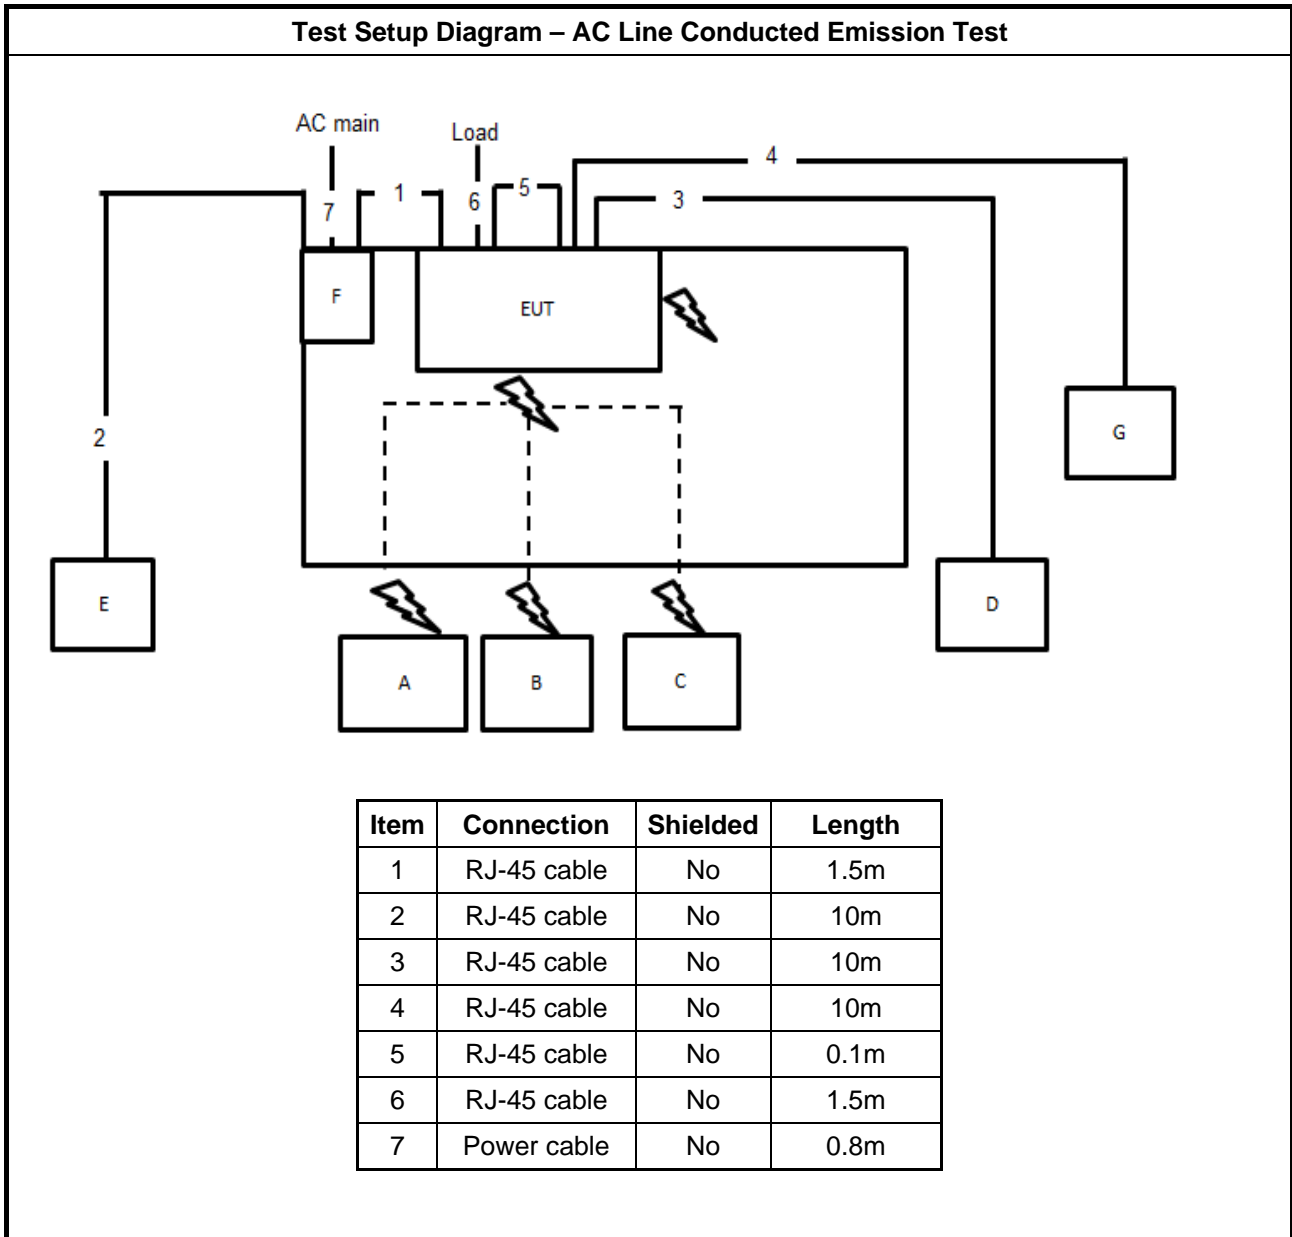 Test Setup Diagram – AC Line Conducted Emission Test
AC main
Load
4
1
5
3
6
7
F
EUT
G
2
E
D
A
B
C
Item Connection Shielded Length
1 RJ-45 cable No 1.5m
2 RJ-45 cable No 10m
3 RJ-45 cable No 10m
4 RJ-45 cable No 10m
5 RJ-45 cable No 0.1m
6 RJ-45 cable No 1.5m
7 Power cable No 0.8m